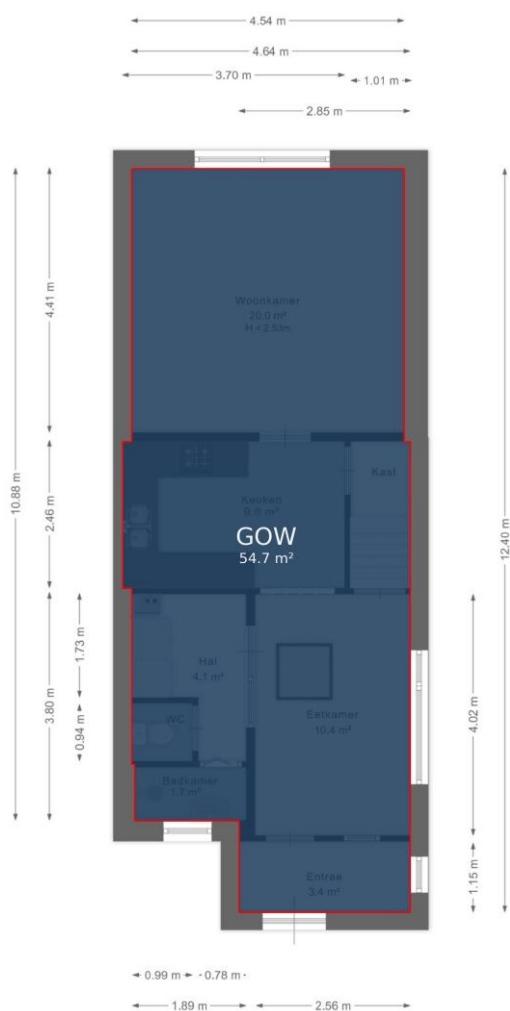 4.54 m
4.64 m
3.70 m
1.01 m
2.85 m
Woonkamer
20.0 m²
H < 2.53m
4.41 m
10.88 m
2.46 m
12.40 m
Keuken
Kast
GOW
54.7 m²
Hal
4.1 m²
1.73 m
3.80 m
0.94 m
WC
Eetkamer
10.4 m²
4.02 m
Badkamer
1.7 m²
Entree
3.4 m²
1.15 m
0.99 m
0.78 m
1.89 m
2.56 m